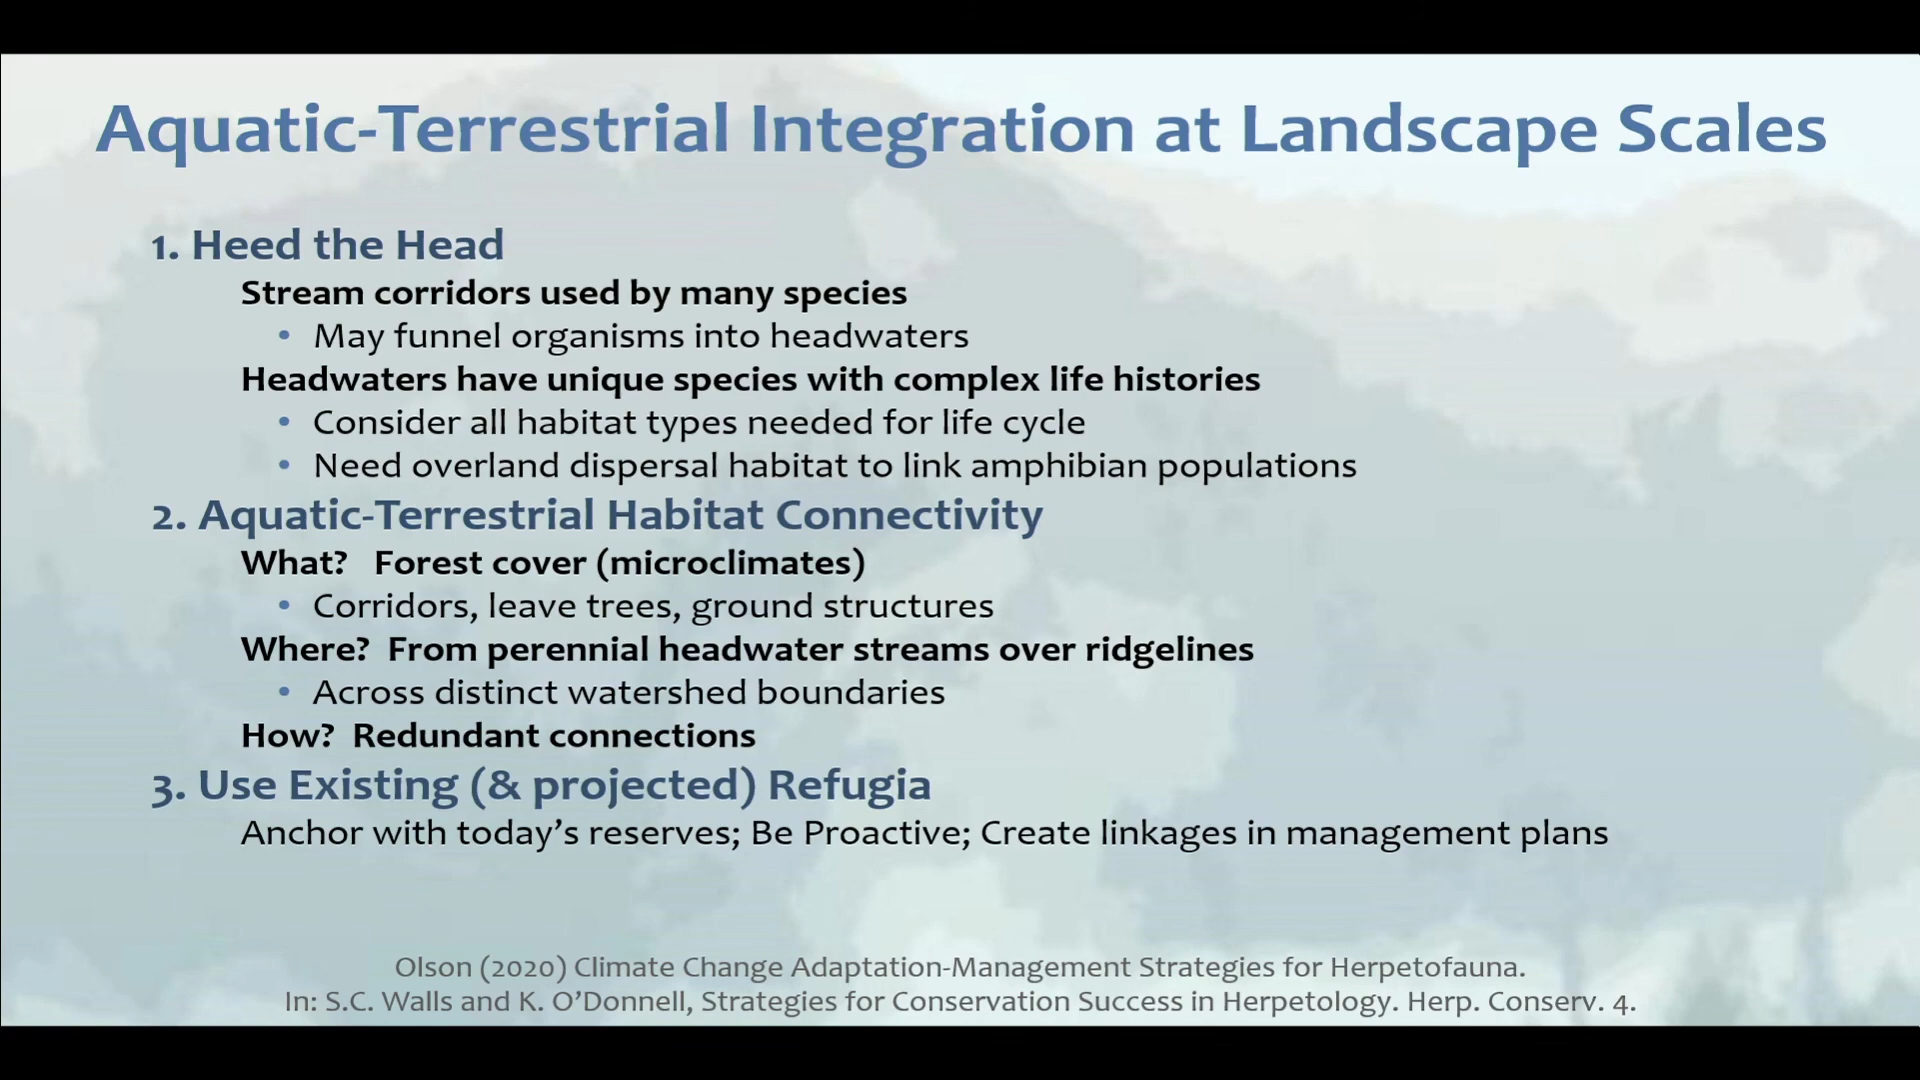 Aquatic-Terrestrial Integration at Landscape Scales
1. Heed the Head
Stream corridors used by many species
• May funnel organisms into headwaters
Headwaters have unique species with complex life histories
• Consider all habitat types needed for life cycle
• Need overland dispersal habitat to link amphibian populations
2. Aquatic-Terrestrial Habitat Connectivity
What? Forest cover (microclimates)
• Corridors, leave trees, ground structures
Where? From perennial headwater streams over ridgelines
• Across distinct watershed boundaries
How? Redundant connections
3. Use Existing (& projected) Refugia
Anchor with today’s reserves; Be Proactive; Create linkages in management plans
Olson (2020) Climate Change Adaptation-Management Strategies for Herpetofauna.
In: S.C. Walls and K. O’Donnell, Strategies for Conservation Success in Herpetology. Herp. Conserv. 4.